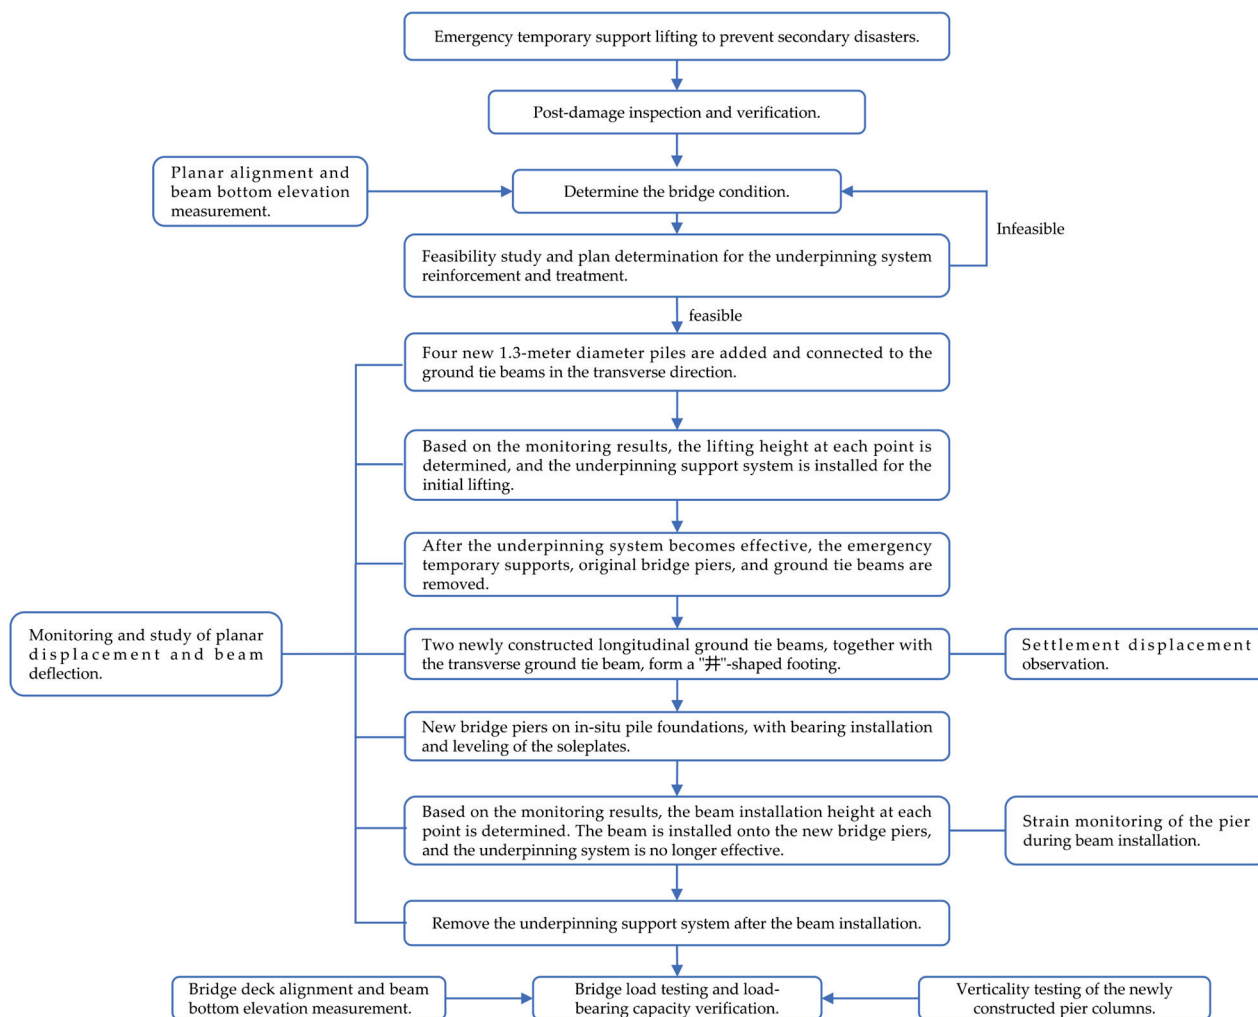 Emergency temporary support lifting to prevent secondary disasters.
Post-damage inspection and verification.
Planar alignment and
beam bottom elevation
measurement.
Determine the bridge condition.
Infeasible
Feasibility study and plan determination for the underpinning system
reinforcement and treatment.
feasible
Four new 1.3-meter diameter piles are added and connected to the
ground tie beams in the transverse direction.
Based on the monitoring results, the lifting height at each point is
determined, and the underpinning support system is installed for the
initial lifting.
After the underpinning system becomes effective, the emergency
temporary supports, original bridge piers, and ground tie beams are
removed.
Monitoring and study of planar
displacement and beam
deflection.
Two newly constructed longitudinal ground tie beams, together with
the transverse ground tie beam, form a "井"-shaped footing.
Settlement displacement
observation.
New bridge piers on in-situ pile foundations, with bearing installation
and leveling of the soleplates.
Based on the monitoring results, the beam installation height at each
point is determined. The beam is installed onto the new bridge piers,
and the underpinning system is no longer effective.
Strain monitoring of the pier
during beam installation.
Remove the underpinning support system after the beam installation.
Bridge deck alignment and beam
bottom elevation measurement.
Bridge load testing and load-
bearing capacity verification.
Verticality testing of the newly
constructed pier columns.